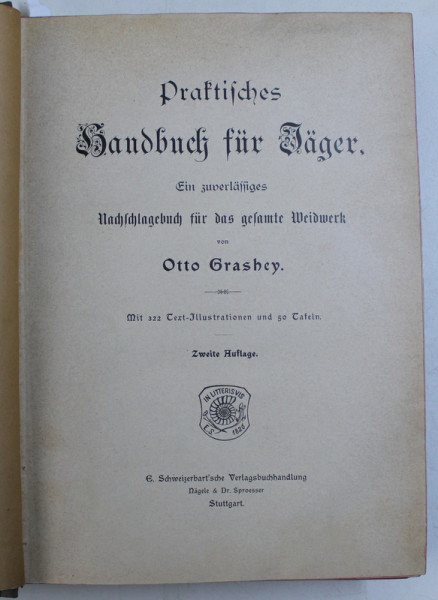 Praktisches
Handbuch für Jäger.
Ein zuverlässiges
Nachschlagebuch für das gesamte Weidwerk
von
Otto Grashey.
Mit 322 Text-Illustrationen und 50 Tafeln.
Zweite Auflage.
IN LITTERIS VIS
E. S. 1826
E. Schweizerbart'sche Verlagsbuchhandlung
Nägele & Dr. Sproesser
Stuttgart.